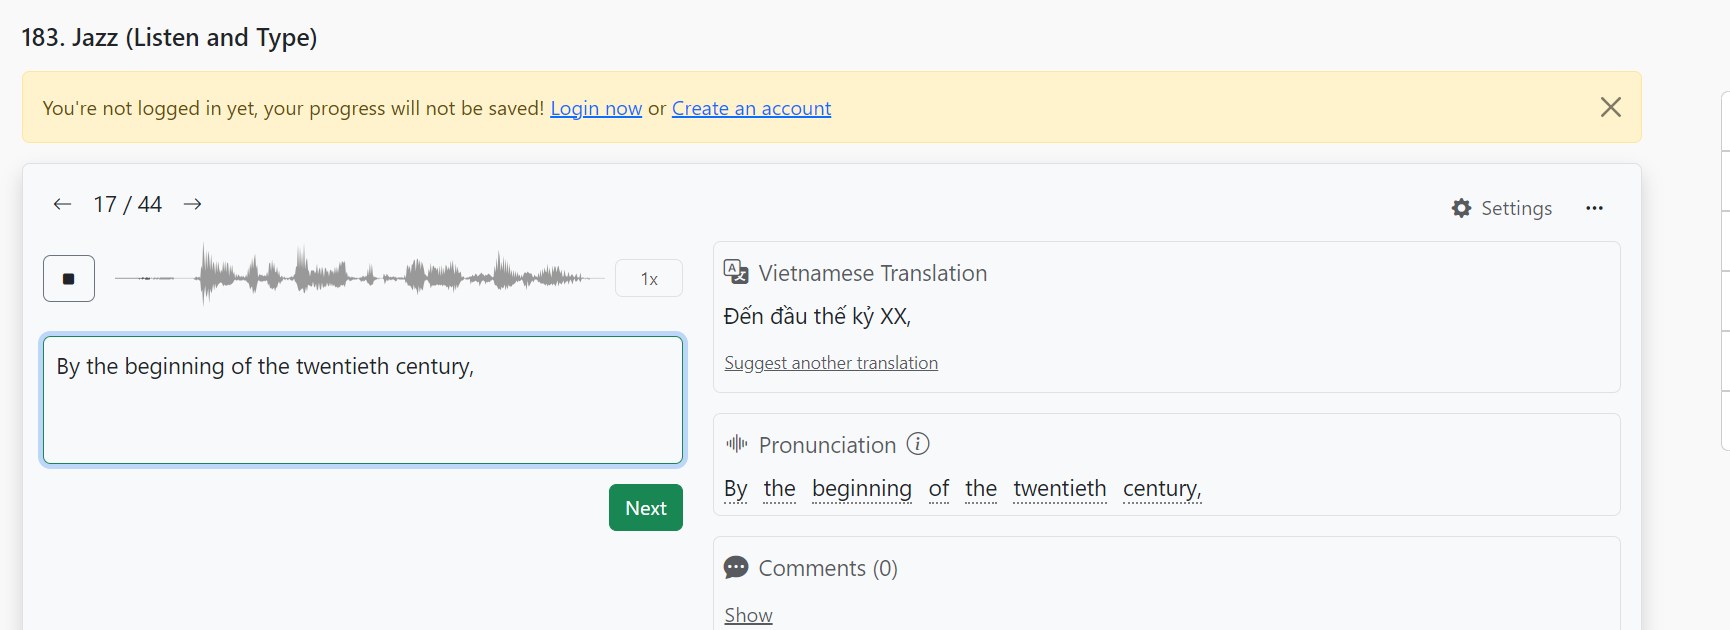 183. Jazz (Listen and Type)
You're not logged in yet, your progress will not be saved! Login now or Create an account
17 / 44
Settings
1x
By the beginning of the twentieth century,
Next
Vietnamese Translation
Đến đầu thế kỷ XX,
Suggest another translation
Pronunciation
By the beginning of the twentieth century,
Comments (0)
Show